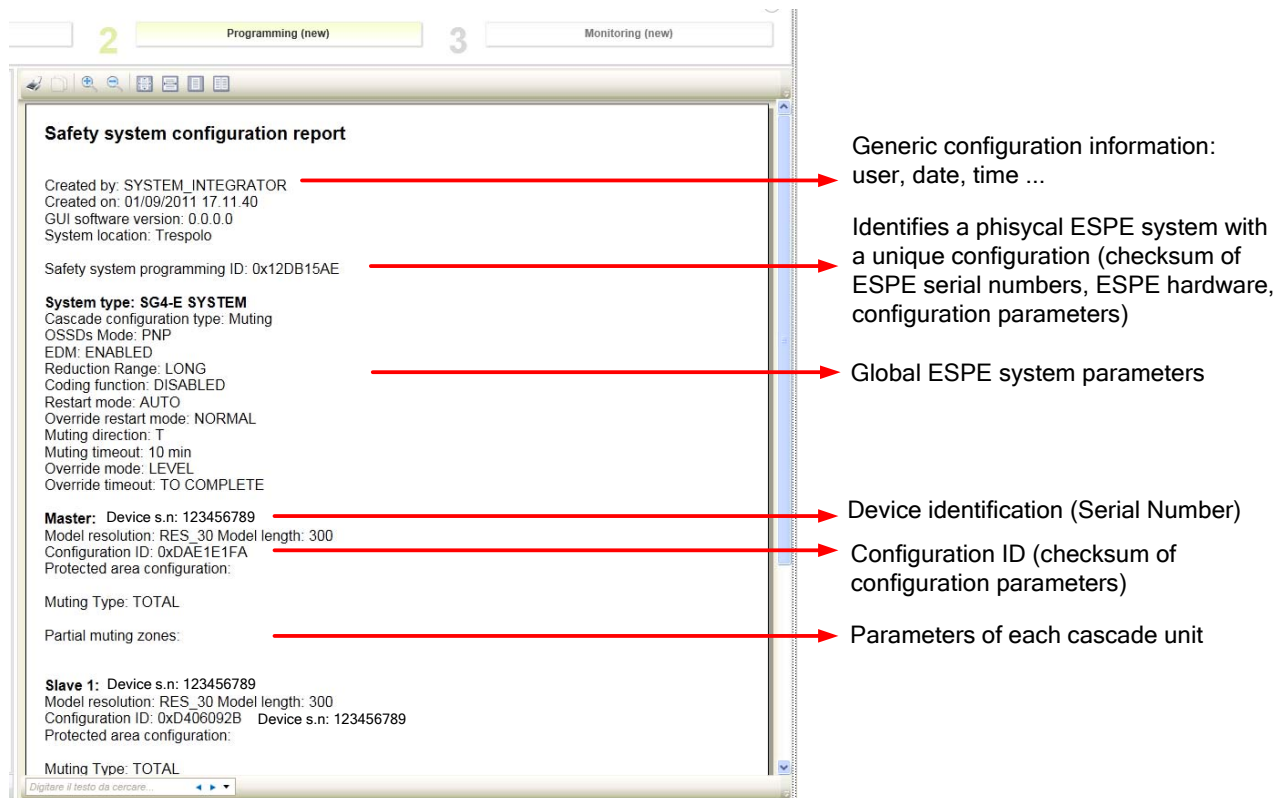 2
Programming (new)
3
Monitoring (new)
Safety system configuration report
Created by: SYSTEM_INTEGRATOR
Created on: 01/09/2011 17.11.40
GUI software version: 0.0.0.0
System location: Trespolo
Safety system programming ID: 0x12DB15AE
System type: SG4-E SYSTEM
Cascade configuration type: Muting
OSSDs Mode: PNP
EDM: ENABLED
Reduction Range: LONG
Coding function: DISABLED
Restart mode: AUTO
Override restart mode: NORMAL
Muting direction: T
Muting timeout: 10 min
Override mode: LEVEL
Override timeout: TO COMPLETE
Master: Device s.n: 123456789
Model resolution: RES_30 Model length: 300
Configuration ID: 0xDAE1E1FA
Protected area configuration:
Muting Type: TOTAL
Partial muting zones:
Slave 1: Device s.n: 123456789
Model resolution: RES_30 Model length: 300
Configuration ID: 0xD406092B Device s.n: 123456789
Protected area configuration:
Muting Type: TOTAL
Digitare il testo da cercare...
Generic configuration information:
user, date, time ...
Identifies a phisycal ESPE system with
a unique configuration (checksum of
ESPE serial numbers, ESPE hardware,
configuration parameters)
Global ESPE system parameters
Device identification (Serial Number)
Configuration ID (checksum of
configuration parameters)
Parameters of each cascade unit